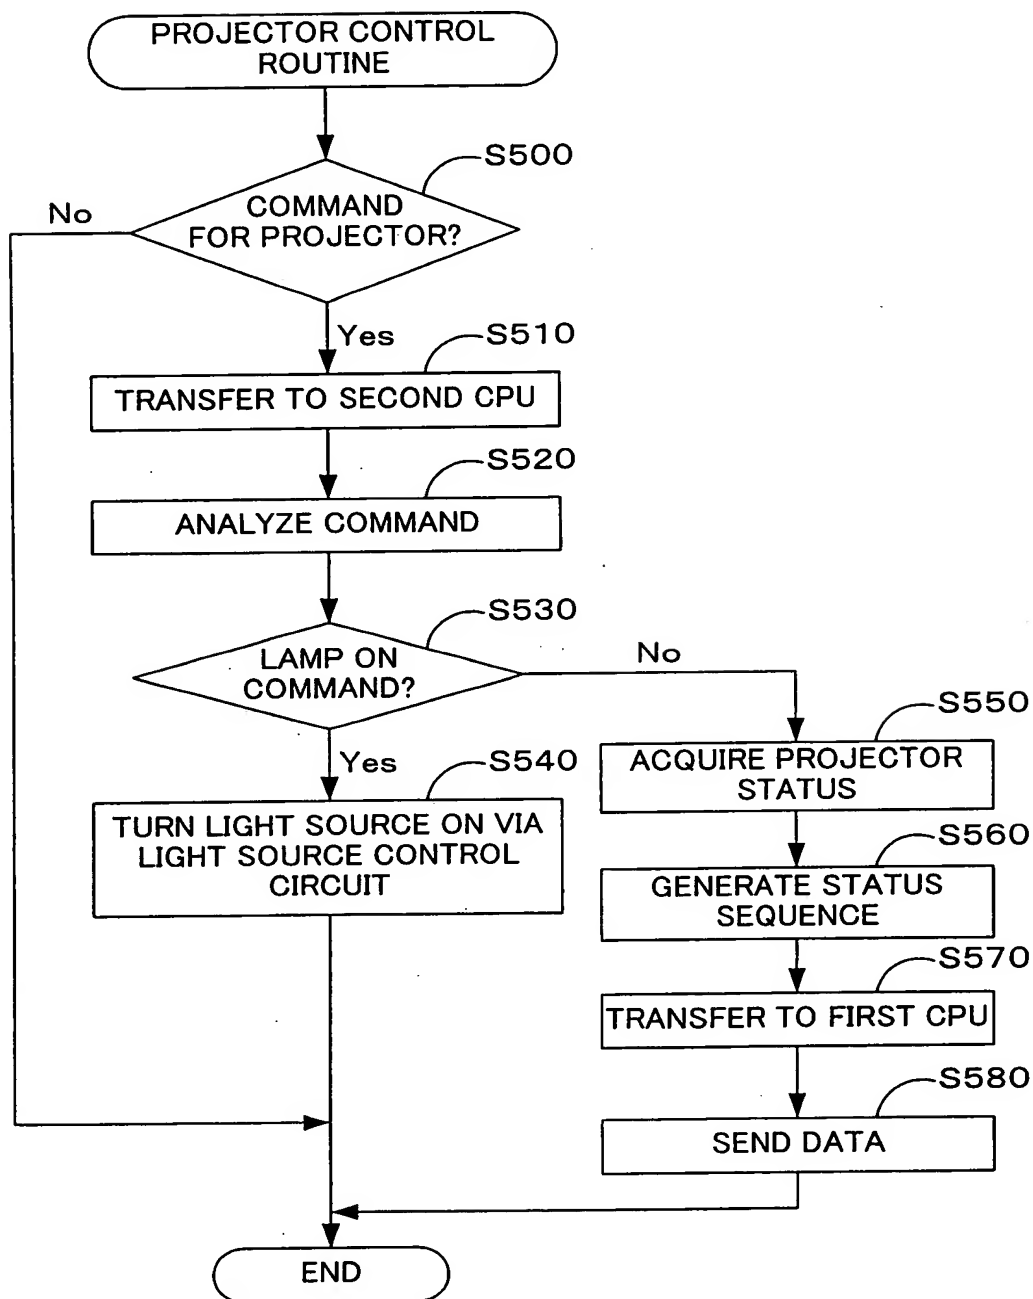 PROJECTOR CONTROL
ROUTINE
S500
COMMAND
FOR PROJECTOR?
No
Yes
S510
TRANSFER TO SECOND CPU
S520
ANALYZE COMMAND
S530
LAMP ON
COMMAND?
No
Yes
S540
TURN LIGHT SOURCE ON VIA
LIGHT SOURCE CONTROL
CIRCUIT
S550
ACQUIRE PROJECTOR
STATUS
S560
GENERATE STATUS
SEQUENCE
S570
TRANSFER TO FIRST CPU
S580
SEND DATA
END